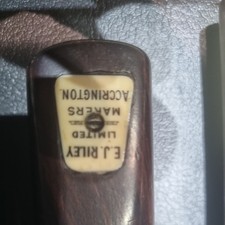 E.J. RILEY
LIMITED
MAKERS
ACCRINGTON.